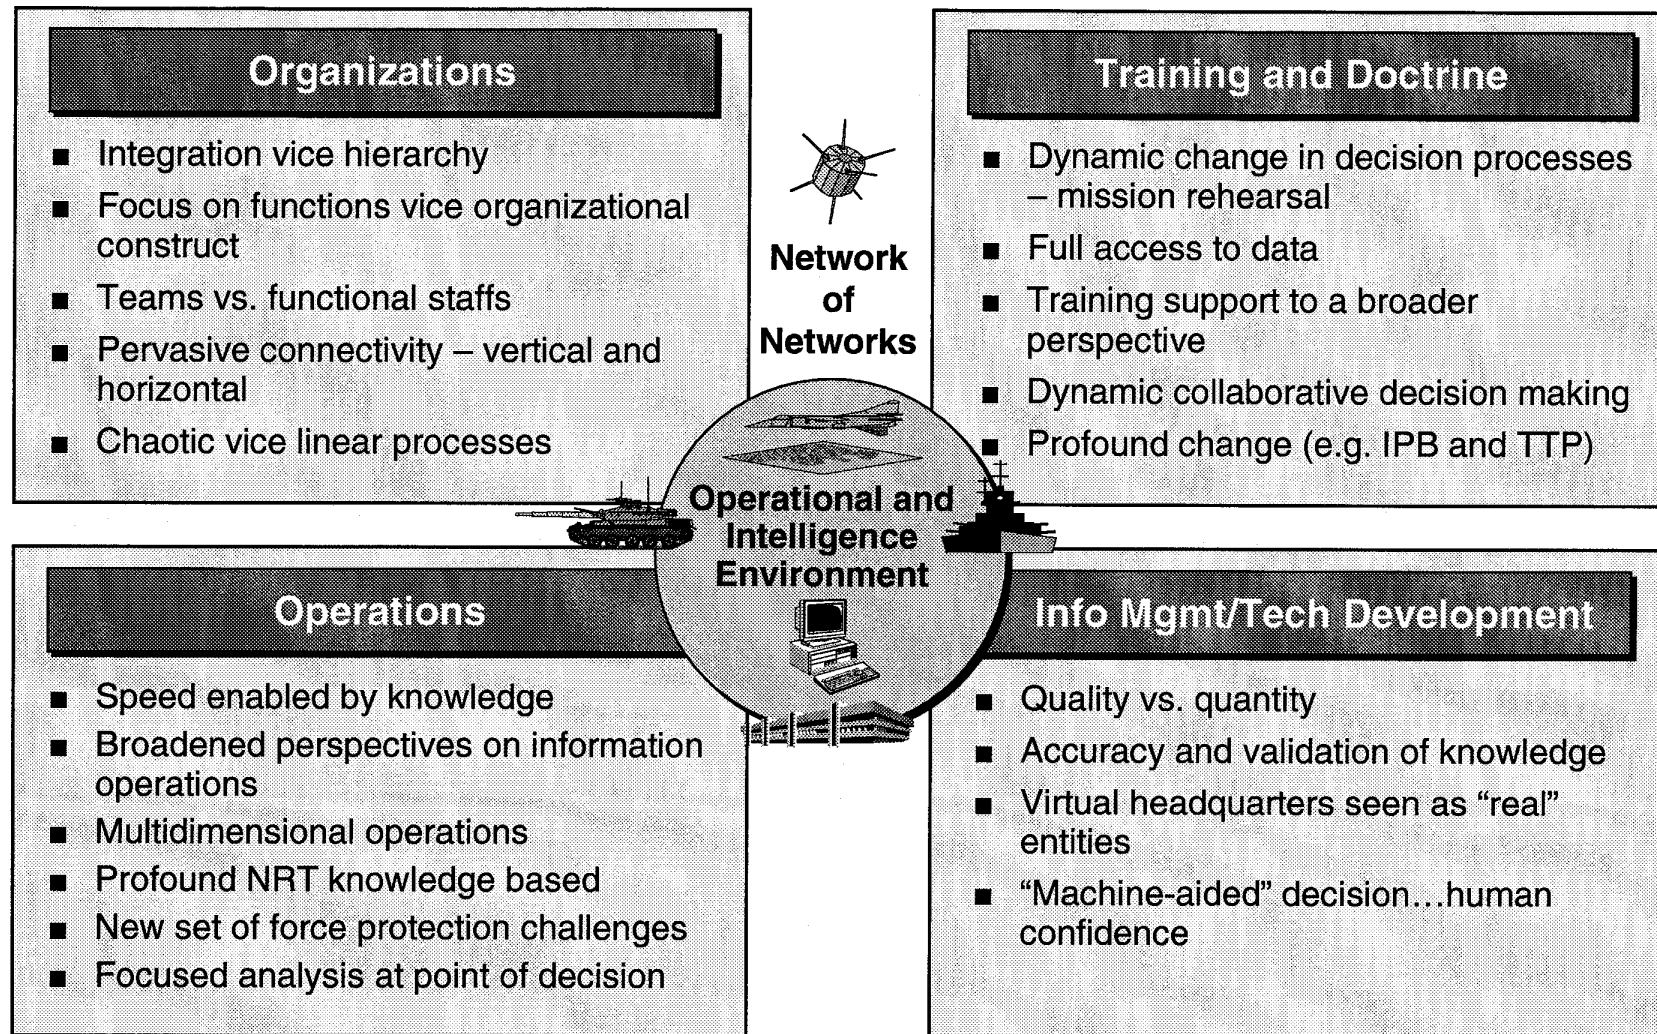 Organizations
■ Integration vice hierarchy
■ Focus on functions vice organizational
construct
■ Teams vs. functional staffs
■ Pervasive connectivity – vertical and
horizontal
■ Chaotic vice linear processes
Network
of
Networks
Training and Doctrine
■ Dynamic change in decision processes
– mission rehearsal
■ Full access to data
■ Training support to a broader
perspective
■ Dynamic collaborative decision making
■ Profound change (e.g. IPB and TTP)
Operational and
Intelligence
Environment
Operations
■ Speed enabled by knowledge
■ Broadened perspectives on information
operations
■ Multidimensional operations
■ Profound NRT knowledge based
■ New set of force protection challenges
■ Focused analysis at point of decision
Info Mgmt/Tech Development
■ Quality vs. quantity
■ Accuracy and validation of knowledge
■ Virtual headquarters seen as “real”
entities
■ “Machine-aided” decision…human
confidence